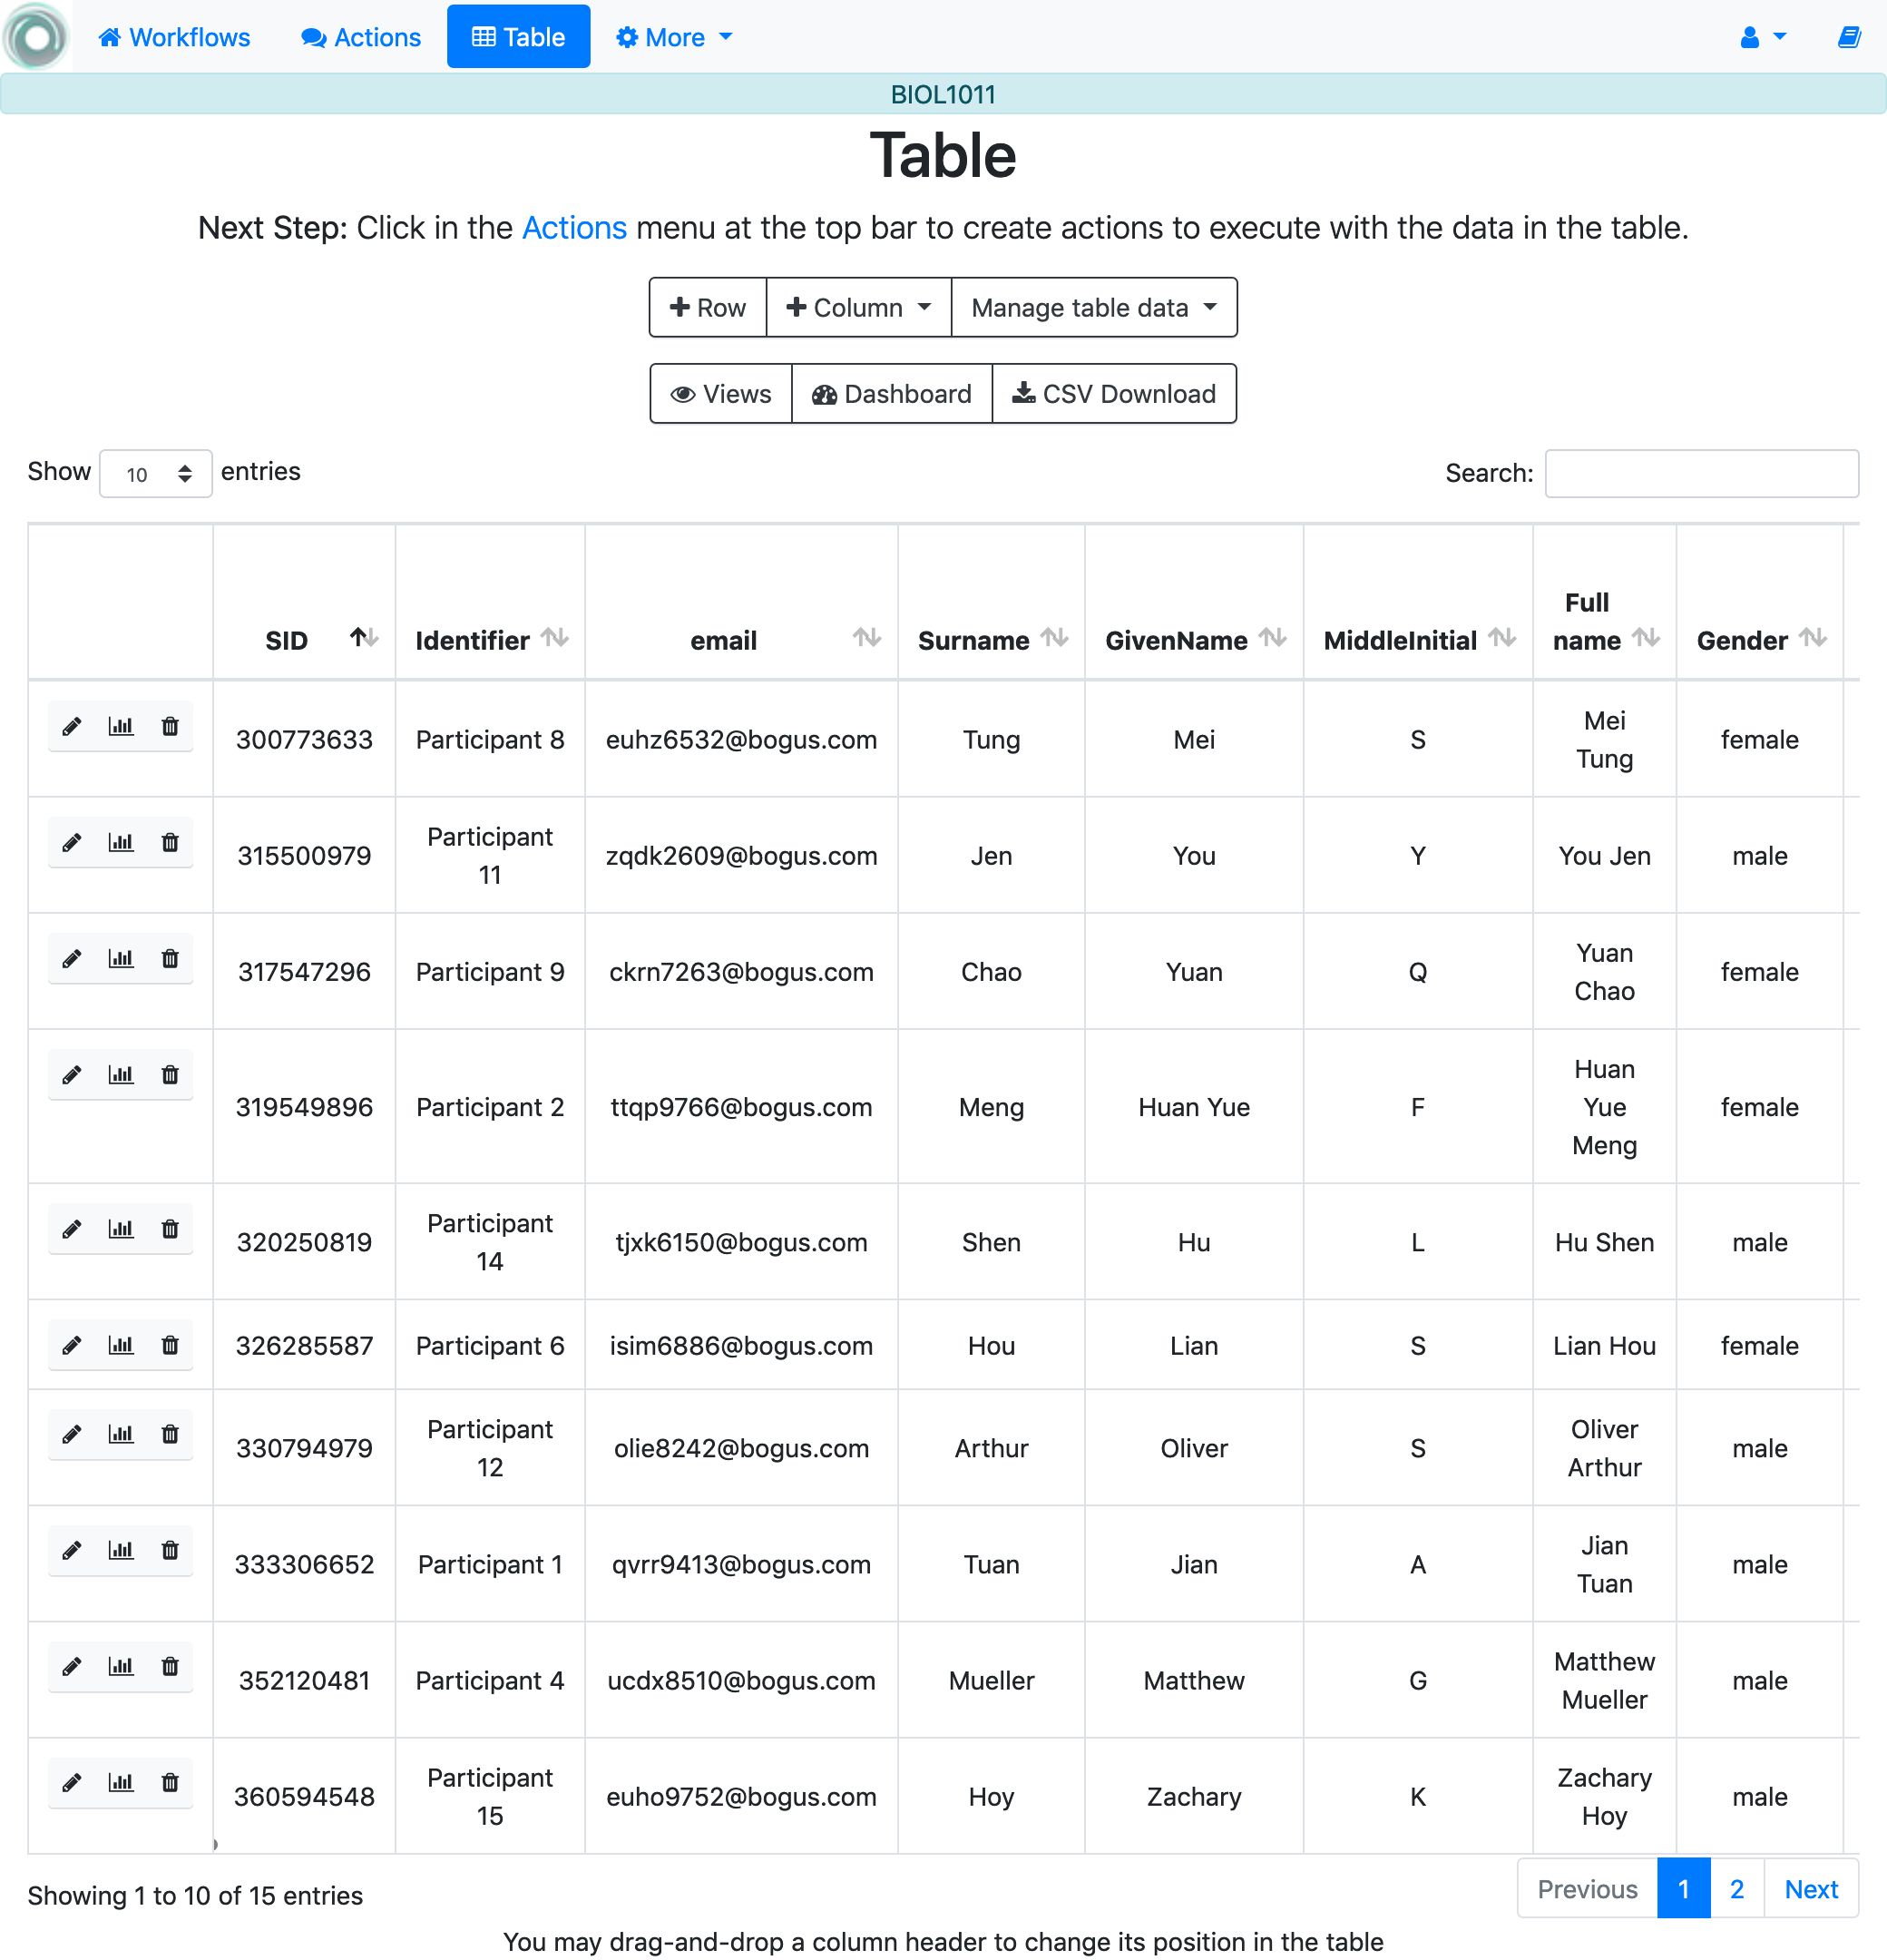 Workflows Actions Table More
BIOL1011
Table
Next Step: Click in the Actions menu at the top bar to create actions to execute with the data in the table.
Row Column Manage table data
Views Dashboard CSV Download
Show 10 entries Search:
SID Identifier email Surname GivenName MiddleInitial Full name Gender
300773633 Participant 8 euhz6532@bogus.com Tung Mei S Mei Tung female
315500979 Participant 11 zqdk2609@bogus.com Jen You Y You Jen male
317547296 Participant 9 ckrn7263@bogus.com Chao Yuan Q Yuan Chao female
319549896 Participant 2 ttqp9766@bogus.com Meng Huan Yue F Huan Yue Meng female
320250819 Participant 14 tjxk6150@bogus.com Shen Hu L Hu Shen male
326285587 Participant 6 isim6886@bogus.com Hou Lian S Lian Hou female
330794979 Participant 12 olie8242@bogus.com Arthur Oliver S Oliver Arthur male
333306652 Participant 1 qvrr9413@bogus.com Tuan Jian A Jian Tuan male
352120481 Participant 4 ucdx8510@bogus.com Mueller Matthew G Matthew Mueller male
360594548 Participant 15 euho9752@bogus.com Hoy Zachary K Zachary Hoy male
Showing 1 to 10 of 15 entries Previous 1 2 Next
You may drag-and-drop a column header to change its position in the table